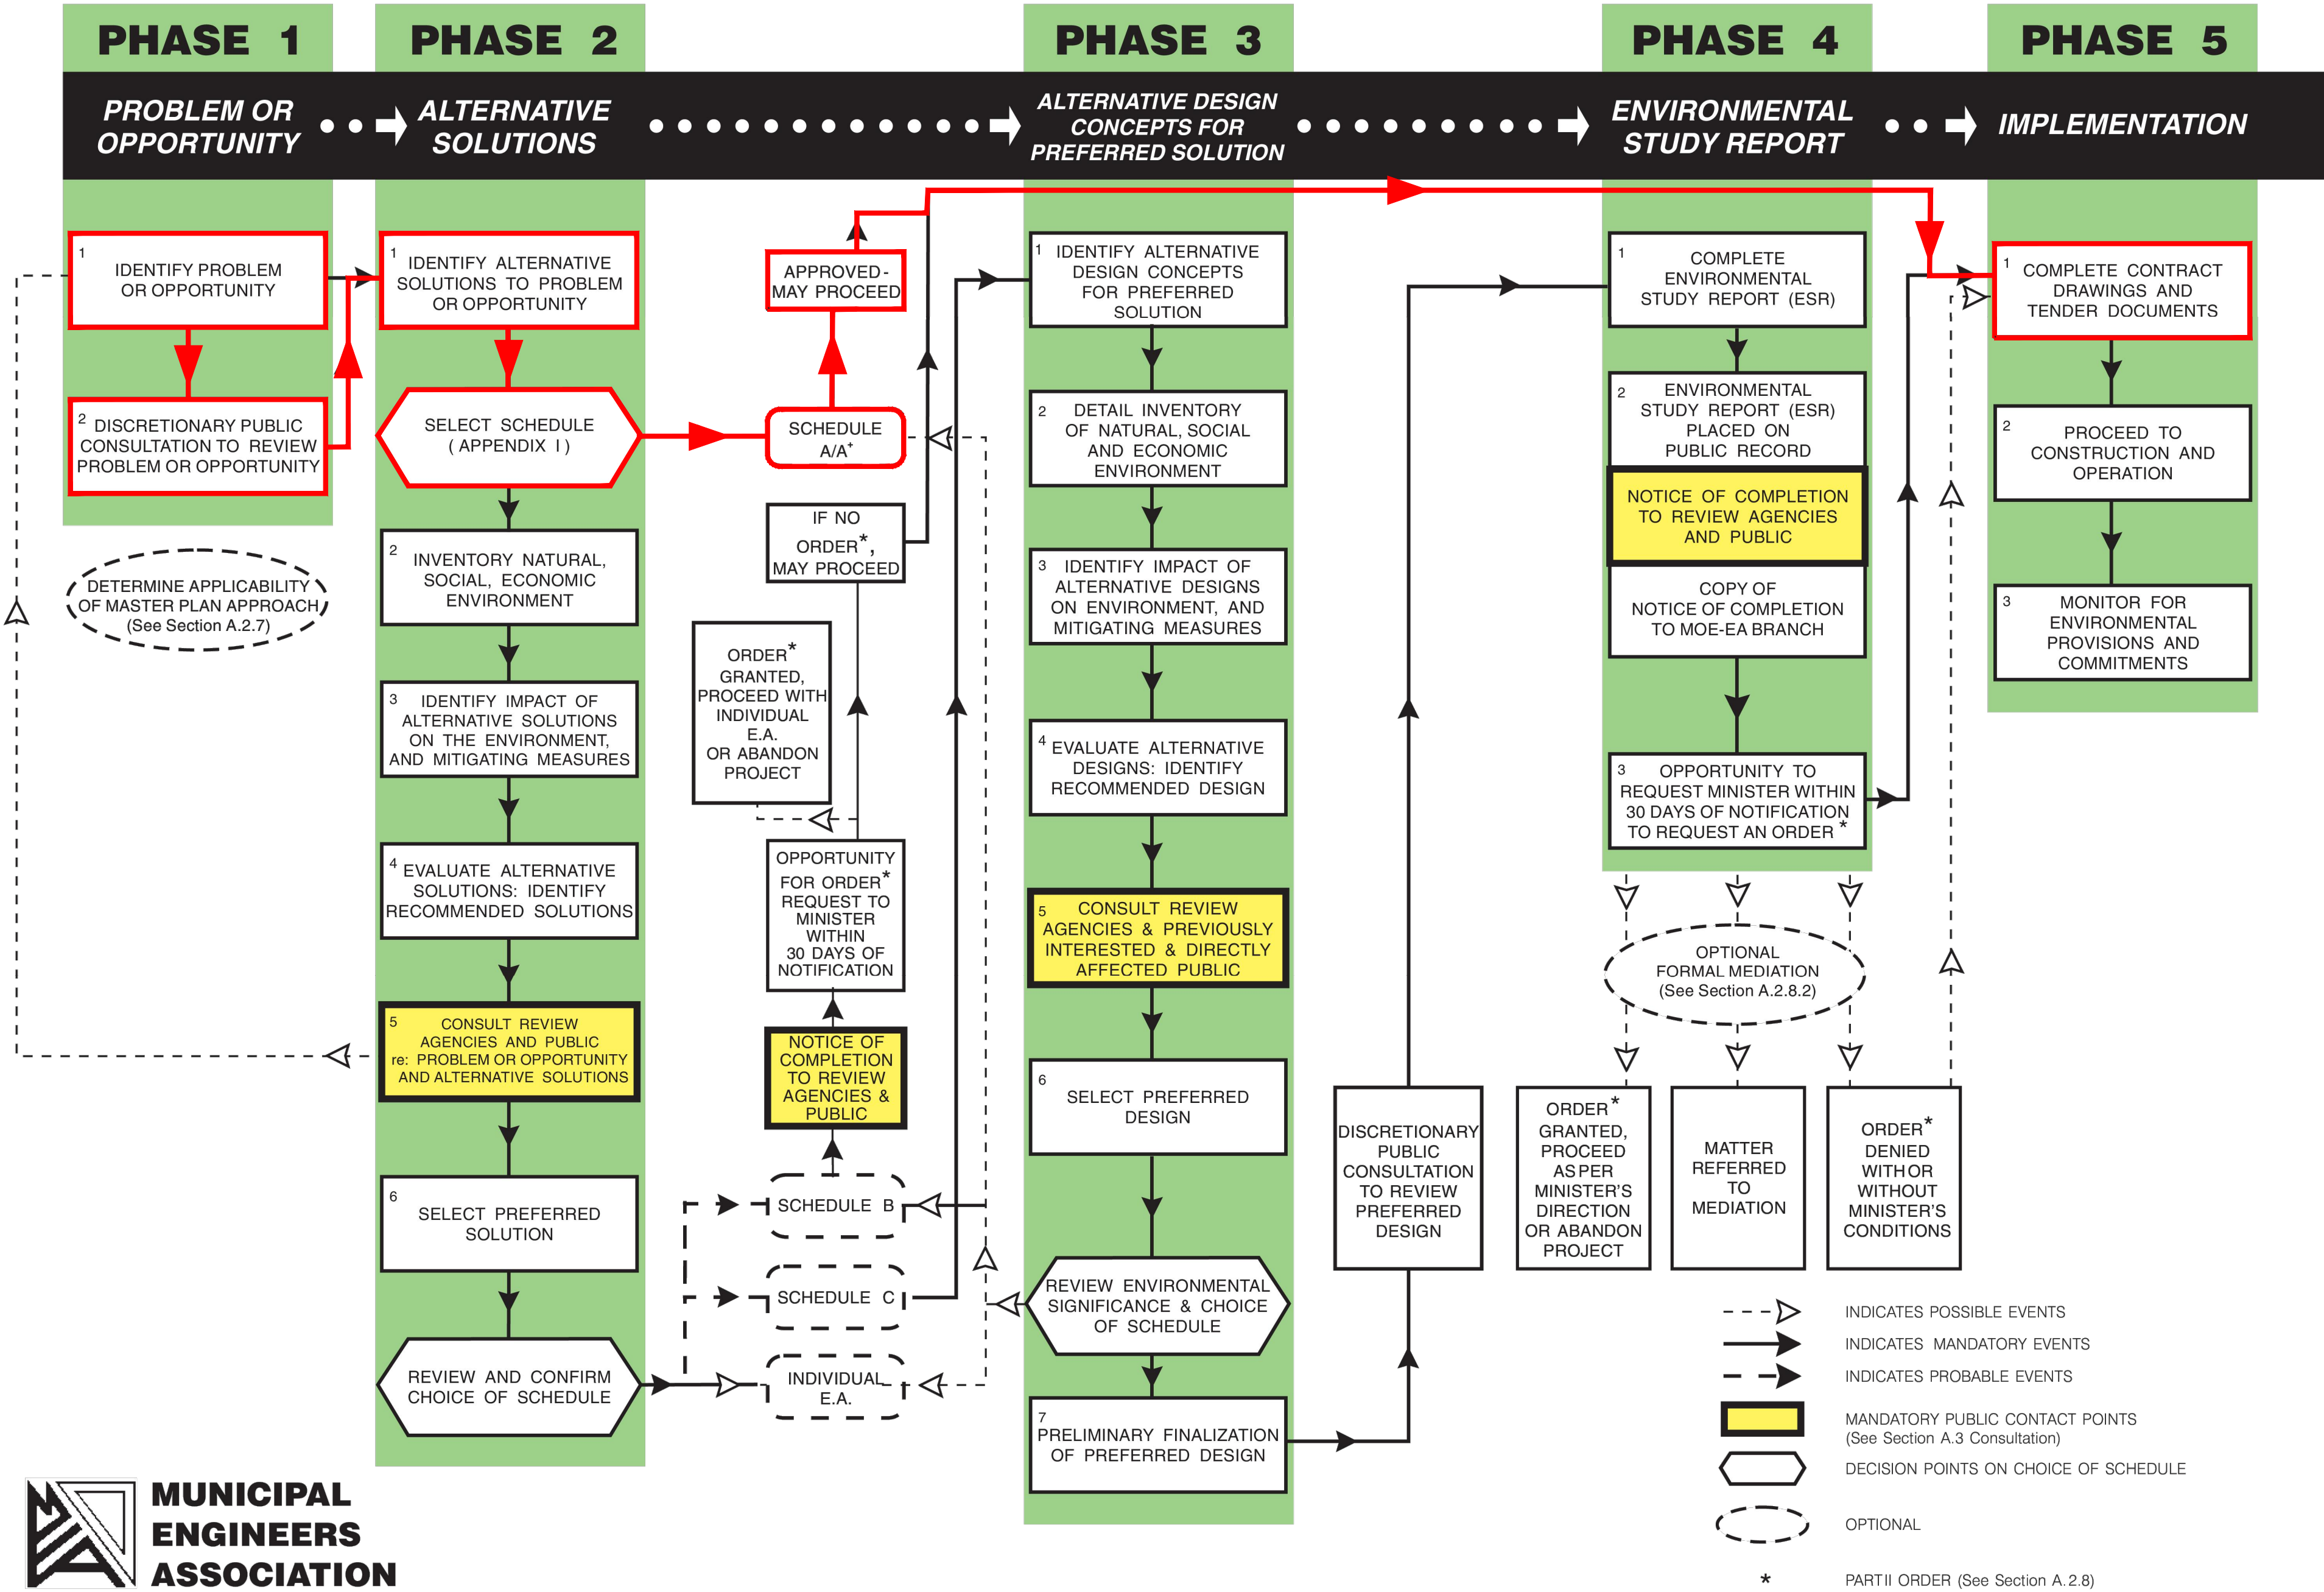 PHASE 1
PHASE 2
PHASE 3
PHASE 4
PHASE 5
PROBLEM OR
OPPORTUNITY
ALTERNATIVE
SOLUTIONS
ALTERNATIVE DESIGN
CONCEPTS FOR
PREFERRED SOLUTION
ENVIRONMENTAL
STUDY REPORT
IMPLEMENTATION
1
IDENTIFY PROBLEM
OR OPPORTUNITY
2 DISCRETIONARY PUBLIC
CONSULTATION TO REVIEW
PROBLEM OR OPPORTUNITY
DETERMINE APPLICABILITY
OF MASTER PLAN APPROACH
(See Section A.2.7)
1
IDENTIFY ALTERNATIVE
SOLUTIONS TO PROBLEM
OR OPPORTUNITY
SELECT SCHEDULE
( APPENDIX I )
2
INVENTORY NATURAL,
SOCIAL, ECONOMIC
ENVIRONMENT
3 IDENTIFY IMPACT OF
ALTERNATIVE SOLUTIONS
ON THE ENVIRONMENT,
AND MITIGATING MEASURES
4 EVALUATE ALTERNATIVE
SOLUTIONS: IDENTIFY
RECOMMENDED SOLUTIONS
5 CONSULT REVIEW
AGENCIES AND PUBLIC
re: PROBLEM OR OPPORTUNITY
AND ALTERNATIVE SOLUTIONS
6
SELECT PREFERRED
SOLUTION
REVIEW AND CONFIRM
CHOICE OF SCHEDULE
APPROVED-
MAY PROCEED
SCHEDULE
A/A+
IF NO
ORDER*,
MAY PROCEED
ORDER*
GRANTED,
PROCEED WITH
INDIVIDUAL
E.A.
OR ABANDON
PROJECT
OPPORTUNITY
FOR ORDER*
REQUEST TO
MINISTER
WITHIN
30 DAYS OF
NOTIFICATION
NOTICE OF
COMPLETION
TO REVIEW
AGENCIES &
PUBLIC
SCHEDULE B
SCHEDULE C
INDIVIDUAL
E.A.
1 IDENTIFY ALTERNATIVE
DESIGN CONCEPTS
FOR PREFERRED
SOLUTION
2 DETAIL INVENTORY
OF NATURAL, SOCIAL
AND ECONOMIC
ENVIRONMENT
3 IDENTIFY IMPACT OF
ALTERNATIVE DESIGNS
ON ENVIRONMENT, AND
MITIGATING MEASURES
4 EVALUATE ALTERNATIVE
DESIGNS: IDENTIFY
RECOMMENDED DESIGN
5 CONSULT REVIEW
AGENCIES & PREVIOUSLY
INTERESTED & DIRECTLY
AFFECTED PUBLIC
6
SELECT PREFERRED
DESIGN
REVIEW ENVIRONMENTAL
SIGNIFICANCE & CHOICE
OF SCHEDULE
7
PRELIMINARY FINALIZATION
OF PREFERRED DESIGN
DISCRETIONARY
PUBLIC
CONSULTATION
TO REVIEW
PREFERRED
DESIGN
1 COMPLETE
ENVIRONMENTAL
STUDY REPORT (ESR)
2 ENVIRONMENTAL
STUDY REPORT (ESR)
PLACED ON
PUBLIC RECORD
NOTICE OF COMPLETION
TO REVIEW AGENCIES
AND PUBLIC
COPY OF
NOTICE OF COMPLETION
TO MOE-EA BRANCH
3 OPPORTUNITY TO
REQUEST MINISTER WITHIN
30 DAYS OF NOTIFICATION
TO REQUEST AN ORDER *
OPTIONAL
FORMAL MEDIATION
(See Section A.2.8.2)
ORDER*
GRANTED,
PROCEED
AS PER
MINISTER'S
DIRECTION
OR ABANDON
PROJECT
MATTER
REFERRED
TO
MEDIATION
ORDER*
DENIED
WITH OR
WITHOUT
MINISTER'S
CONDITIONS
1 COMPLETE CONTRACT
DRAWINGS AND
TENDER DOCUMENTS
2 PROCEED TO
CONSTRUCTION AND
OPERATION
3 MONITOR FOR
ENVIRONMENTAL
PROVISIONS AND
COMMITMENTS
INDICATES POSSIBLE EVENTS
INDICATES MANDATORY EVENTS
INDICATES PROBABLE EVENTS
MANDATORY PUBLIC CONTACT POINTS
(See Section A.3 Consultation)
DECISION POINTS ON CHOICE OF SCHEDULE
OPTIONAL
* PART II ORDER (See Section A.2.8)
MUNICIPAL
ENGINEERS
ASSOCIATION